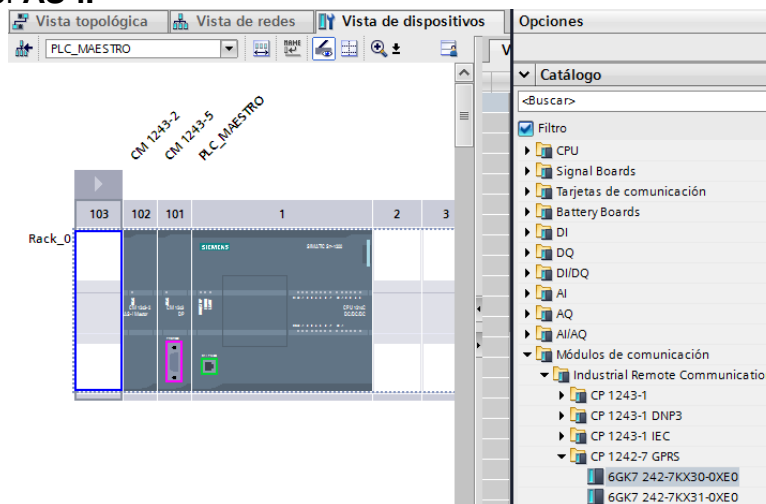 Vista topológica Vista de redes Vista de dispositivos Opciones
PLC_MAESTRO
Catálogo
<Buscar>
Filtro
CM 1243-2
CM 1243-5
PLC_MAESTRO
CPU
Signal Boards
Tarjetas de comunicación
Battery Boards
103 102 101 1 2 3
DI
Rack_0
SIEMENS
DQ
DI/DQ
AI
AQ
AI/AQ
Módulos de comunicación
Industrial Remote Communicatio
CP 1243-1
CP 1243-1 DNP3
CP 1243-1 IEC
CP 1242-7 GPRS
6GK7 242-7KX30-0XE0
6GK7 242-7KX31-0XE0